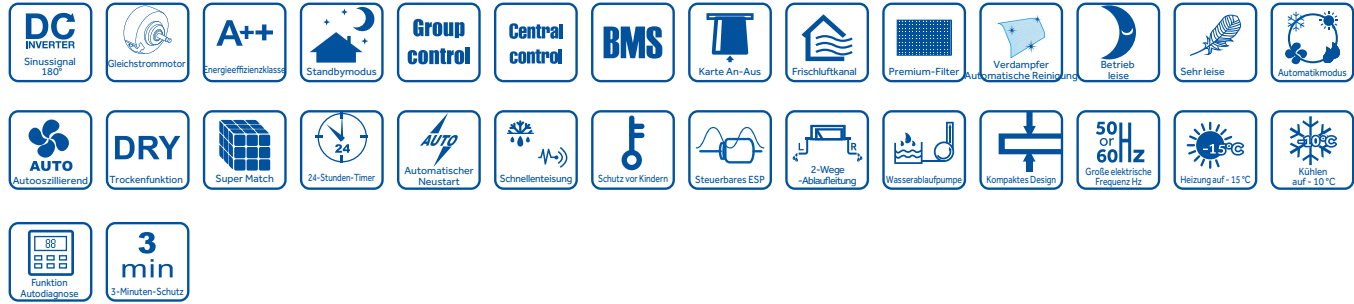 DC
INVERTER
Sinussignal
180°
Gleichstrommotor
A++
Energieeffizienzklasse
Standbymodus
Group
control
Central
control
BMS
Karte An-Aus
Frischluftkanal
Premium-Filter
Verdampfer
Automatische Reinigung
Betrieb
leise
Sehr leise
Automatikmodus
AUTO
Autooszillierend
DRY
Trockenfunktion
Super Match
24
24-Stunden-Timer
AUTO
Automatischer
Neustart
Schnellenteisung
Schutz vor Kindern
Steuerbares ESP
L R
2-Wege
-Ablaufleitung
Wasserablaufpumpe
Kompaktes Design
50
or
60Hz
Große elektrische
Frequenz Hz
-15°C
Heizung auf - 15 °C
-10°C
Kühlen
auf - 10 °C
88
Funktion
Autodiagnose
3
min
3-Minuten-Schutz